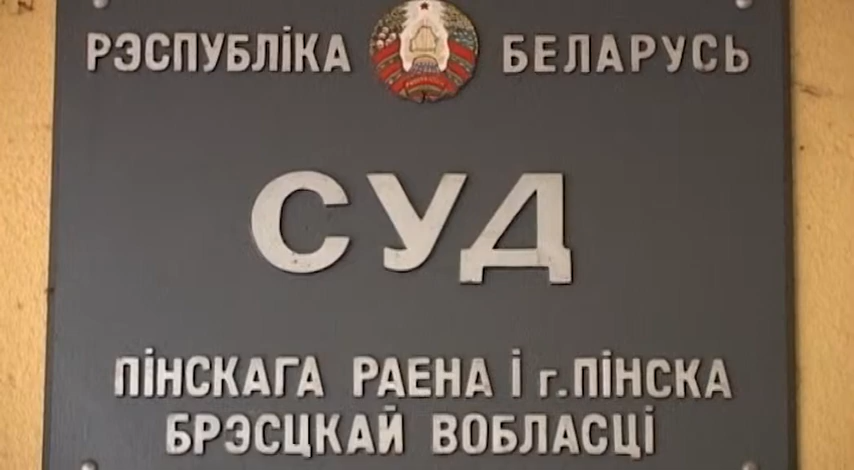 РЭСПУБЛІКА БЕЛАРУСЬ
СУД
ПІНСКАГА РАЕНА І г.ПІНСКА
БРЭСЦКАЙ ВОБЛАСЦІ